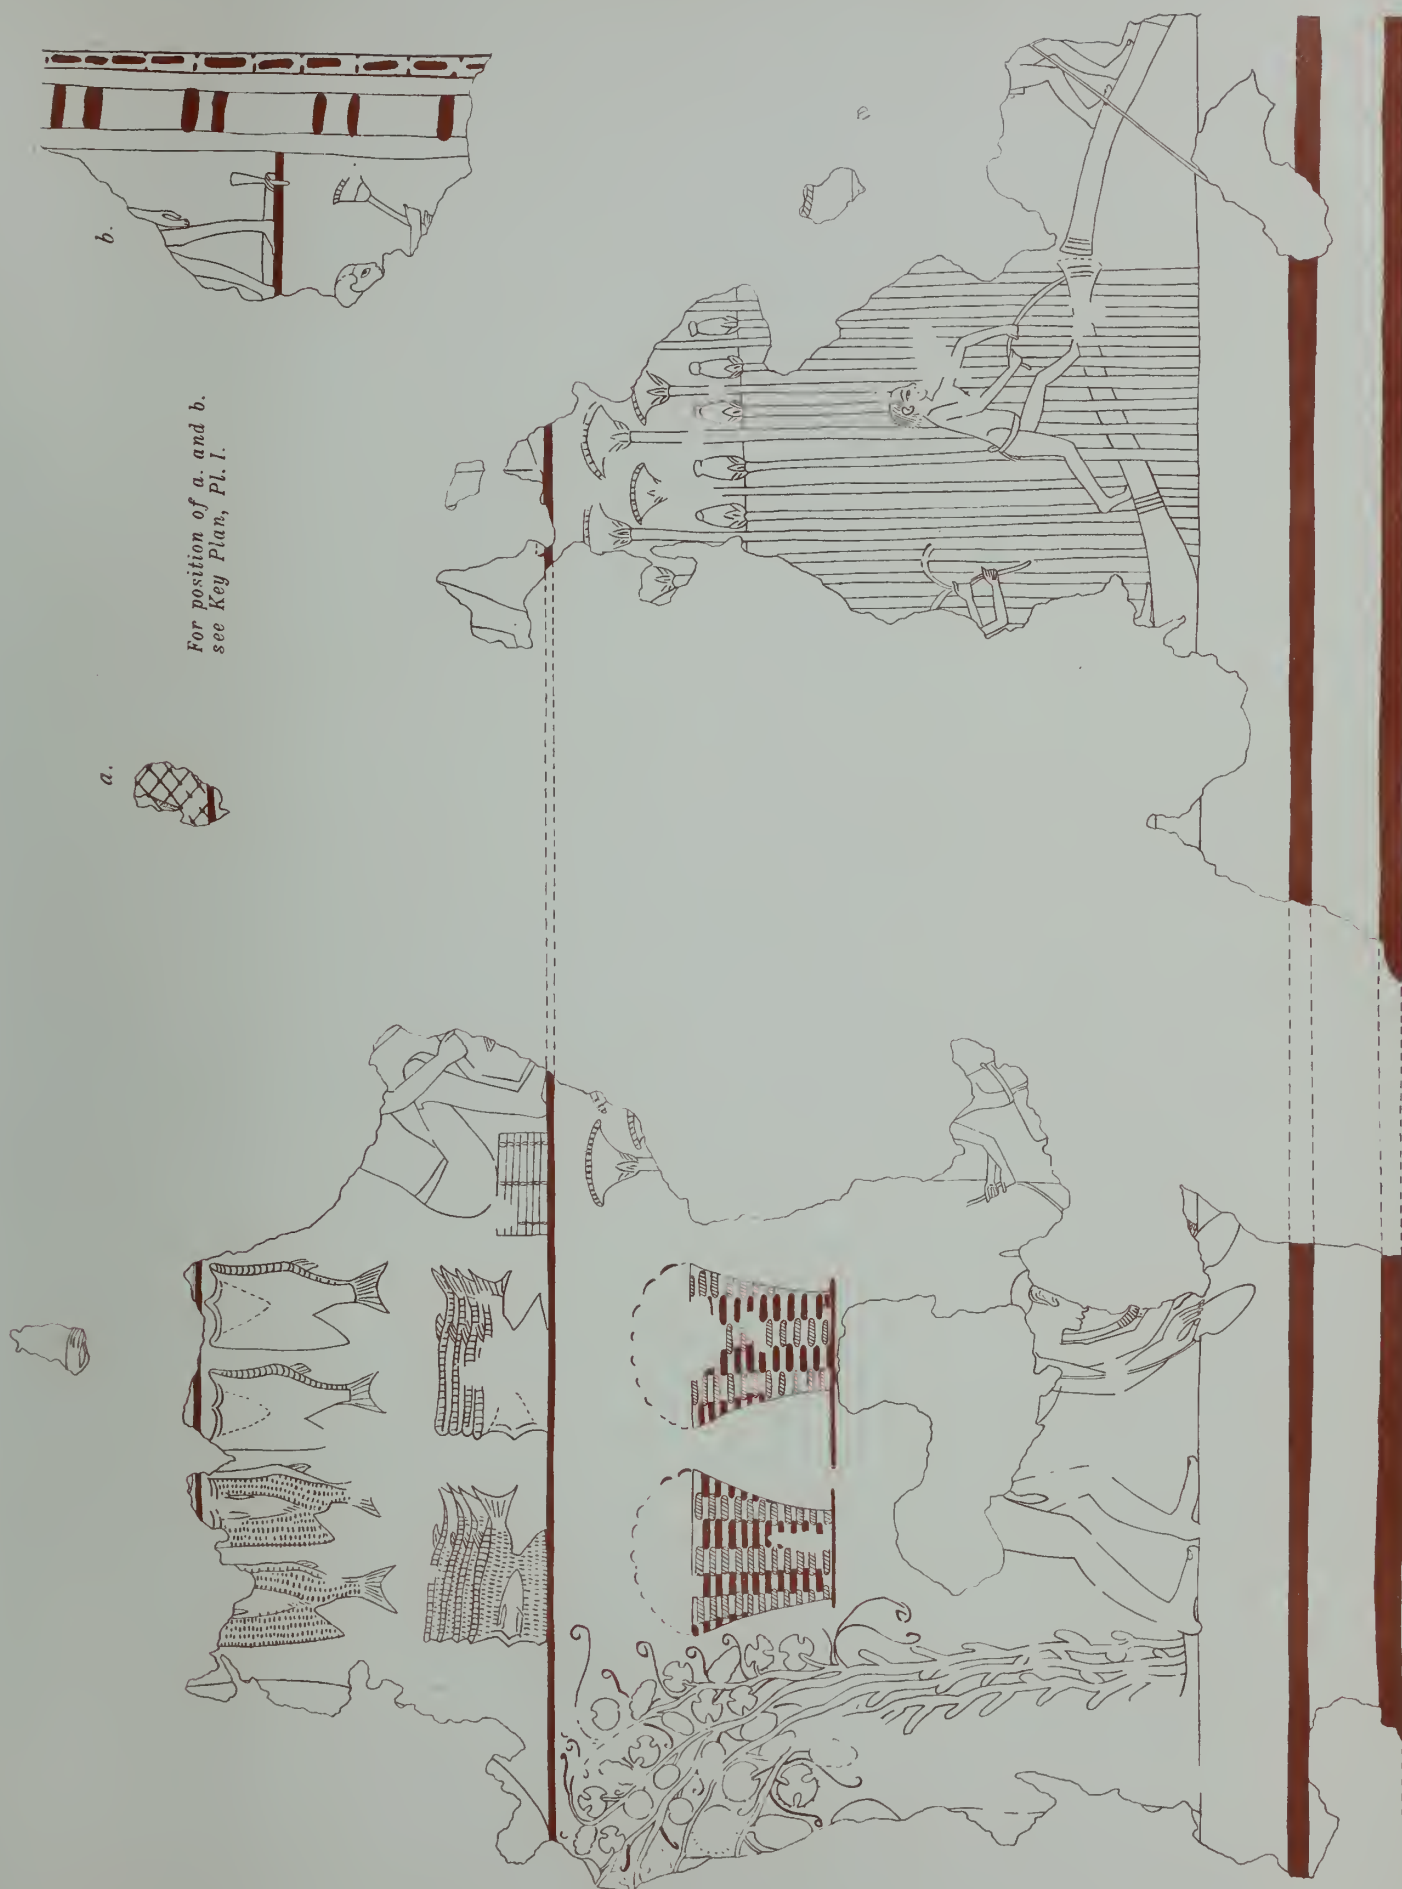 a.
b.
For position of a. and b.
see Key Plan, Pl. I.